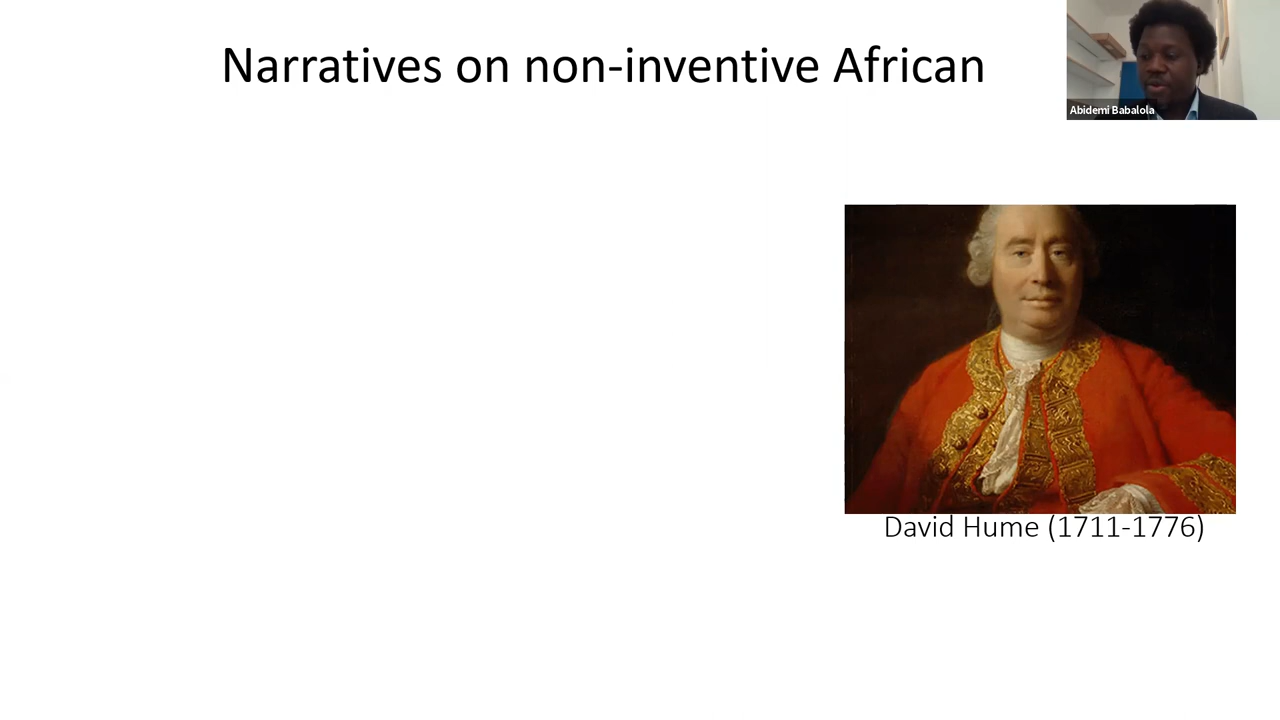 Narratives on non-inventive African
Abidemi Babalola
David Hume (1711-1776)